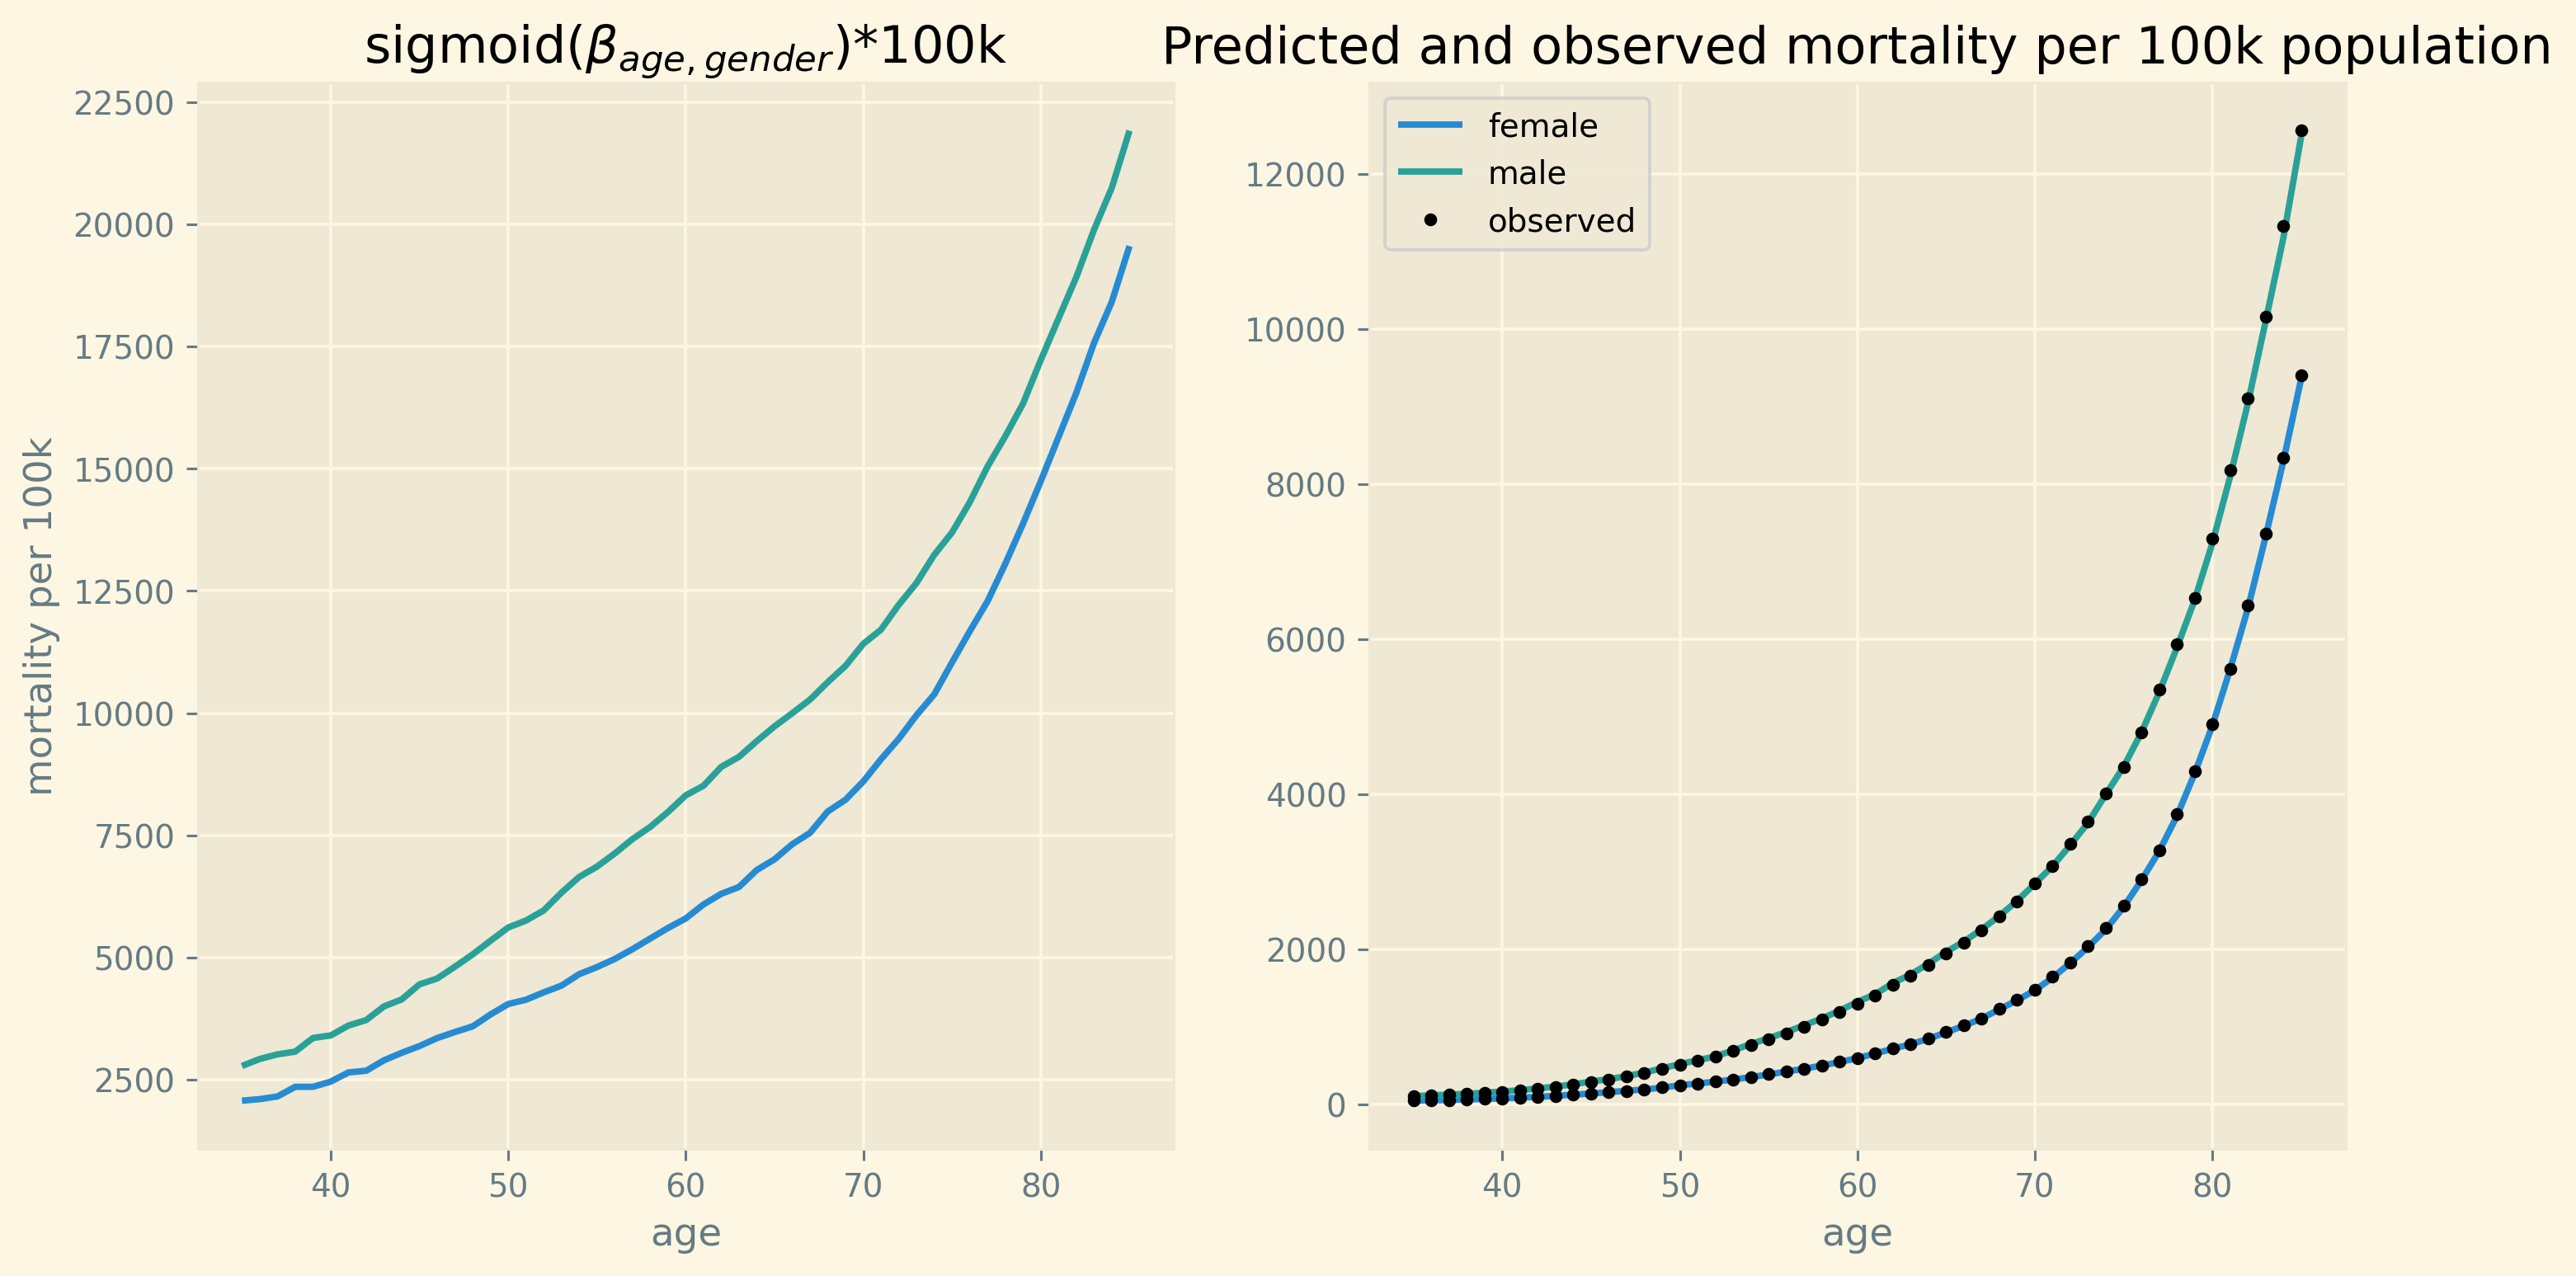 sigmoid(β_age,gender)*100k
22500
20000
17500
15000
12500
10000
7500
5000
2500
mortality per 100k
40 50 60 70 80
age
Predicted and observed mortality per 100k population
female
male
observed
12000
10000
8000
6000
4000
2000
0
40 50 60 70 80
age